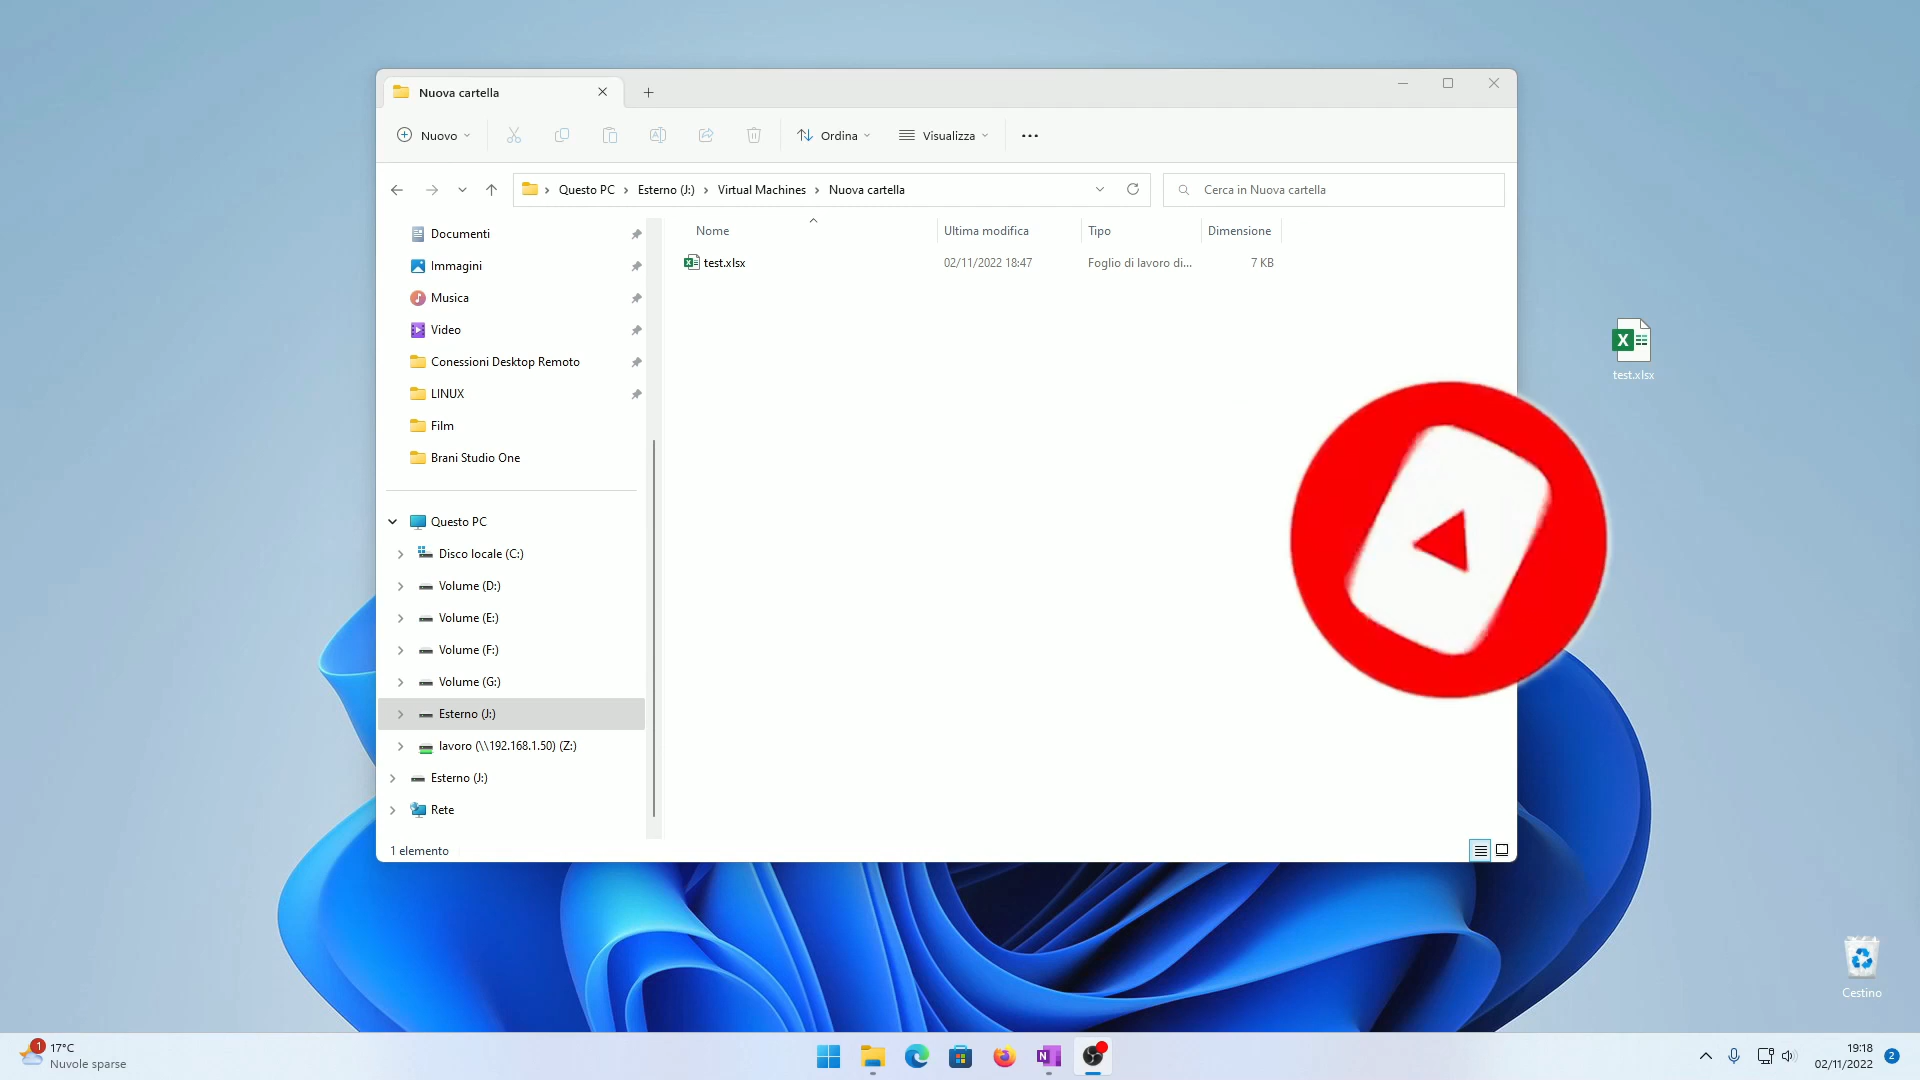 Nuova cartella
Nuovo
Ordina
Visualizza
Questo PC
Esterno (J:)
Virtual Machines
Nuova cartella
Cerca in Nuova cartella
Nome
Ultima modifica
Tipo
Dimensione
test.xlsx
02/11/2022 18:47
Foglio di lavoro di...
7 KB
Documenti
Immagini
Musica
Video
Conessioni Desktop Remoto
LINUX
Film
Brani Studio One
Questo PC
Disco locale (C:)
Volume (D:)
Volume (E:)
Volume (F:)
Volume (G:)
Esterno (J:)
lavoro (\\192.168.1.50) (Z:)
Esterno (J:)
Rete
1 elemento
X
test.xlsx
Cestino
1
17°C
Nuvole sparse
N
19:18
02/11/2022
2